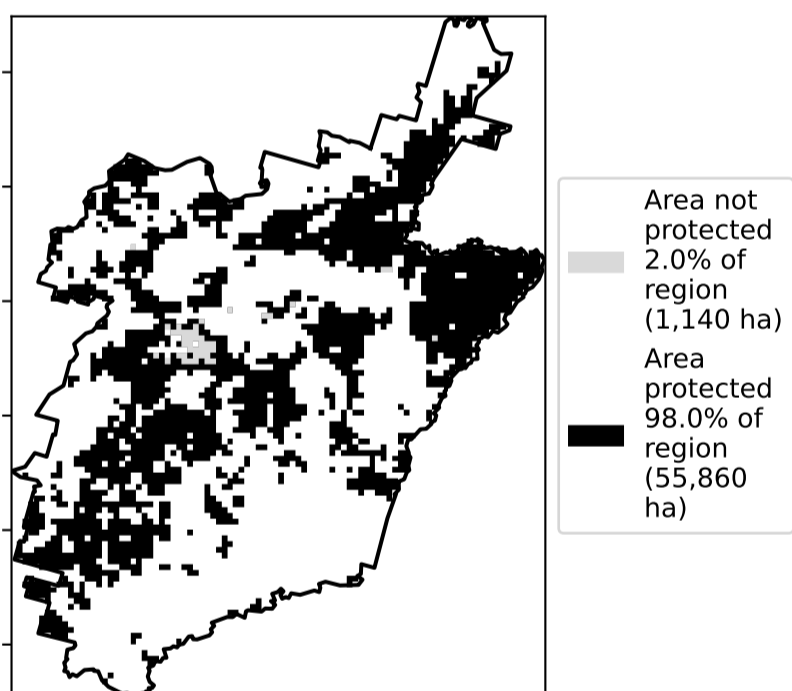 Area not
protected
2.0% of
region
(1,140 ha)
Area
protected
98.0% of
region
(55,860
ha)